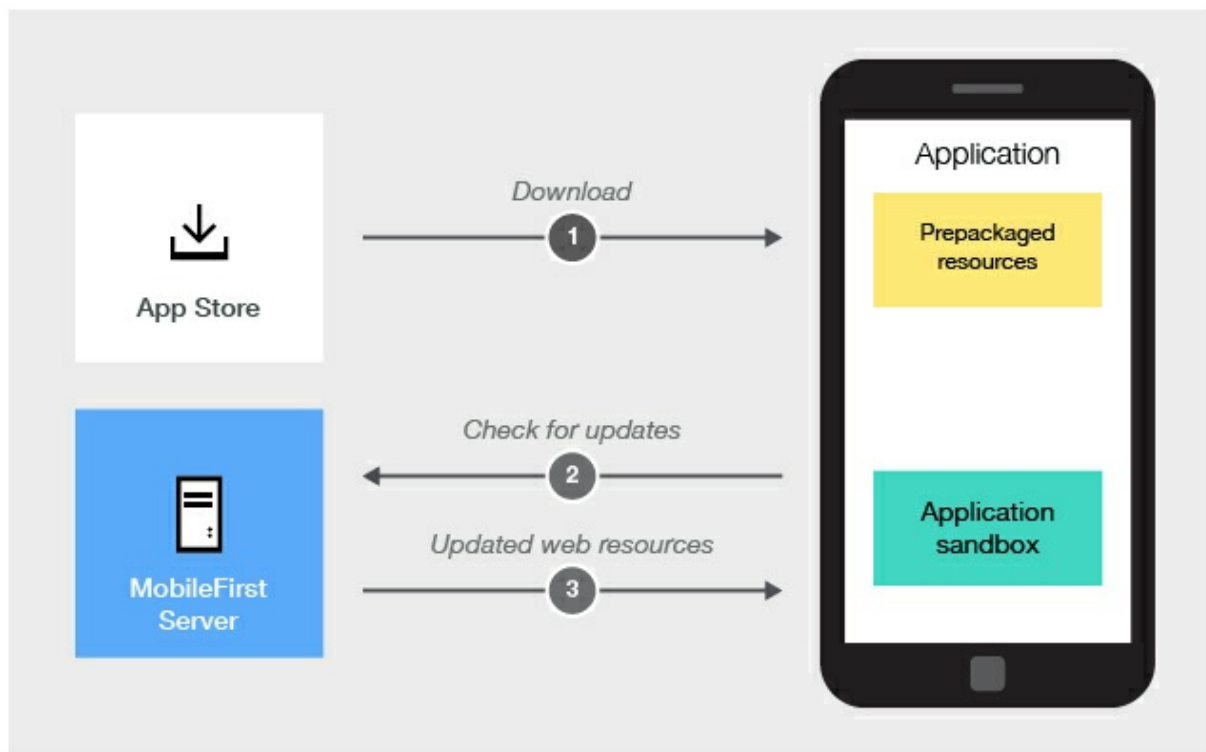 App Store
Download
1
Application
Prepackaged
resources
MobileFirst
Server
Check for updates
2
Updated web resources
3
Application
sandbox